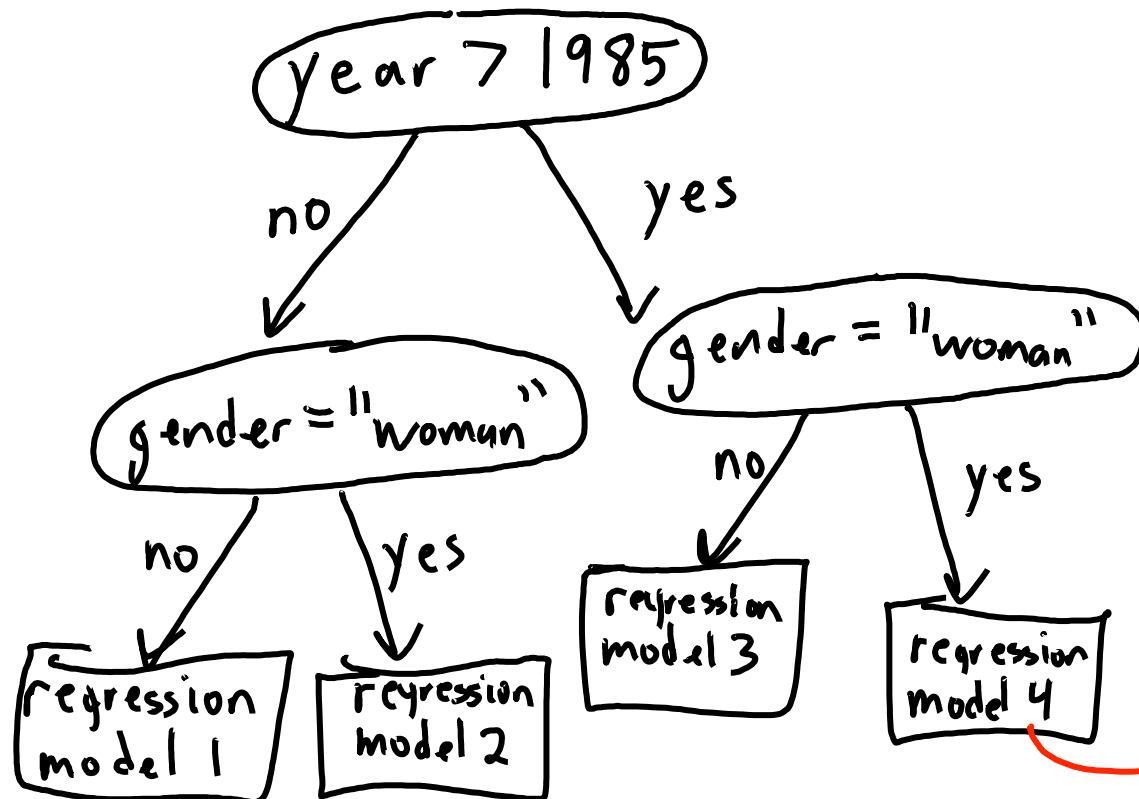 year > 1985
no
yes
gender = "woman"
gender = "woman"
no
yes
no
yes
regression
model 1
regression
model 2
regression
model 3
regression
model 4